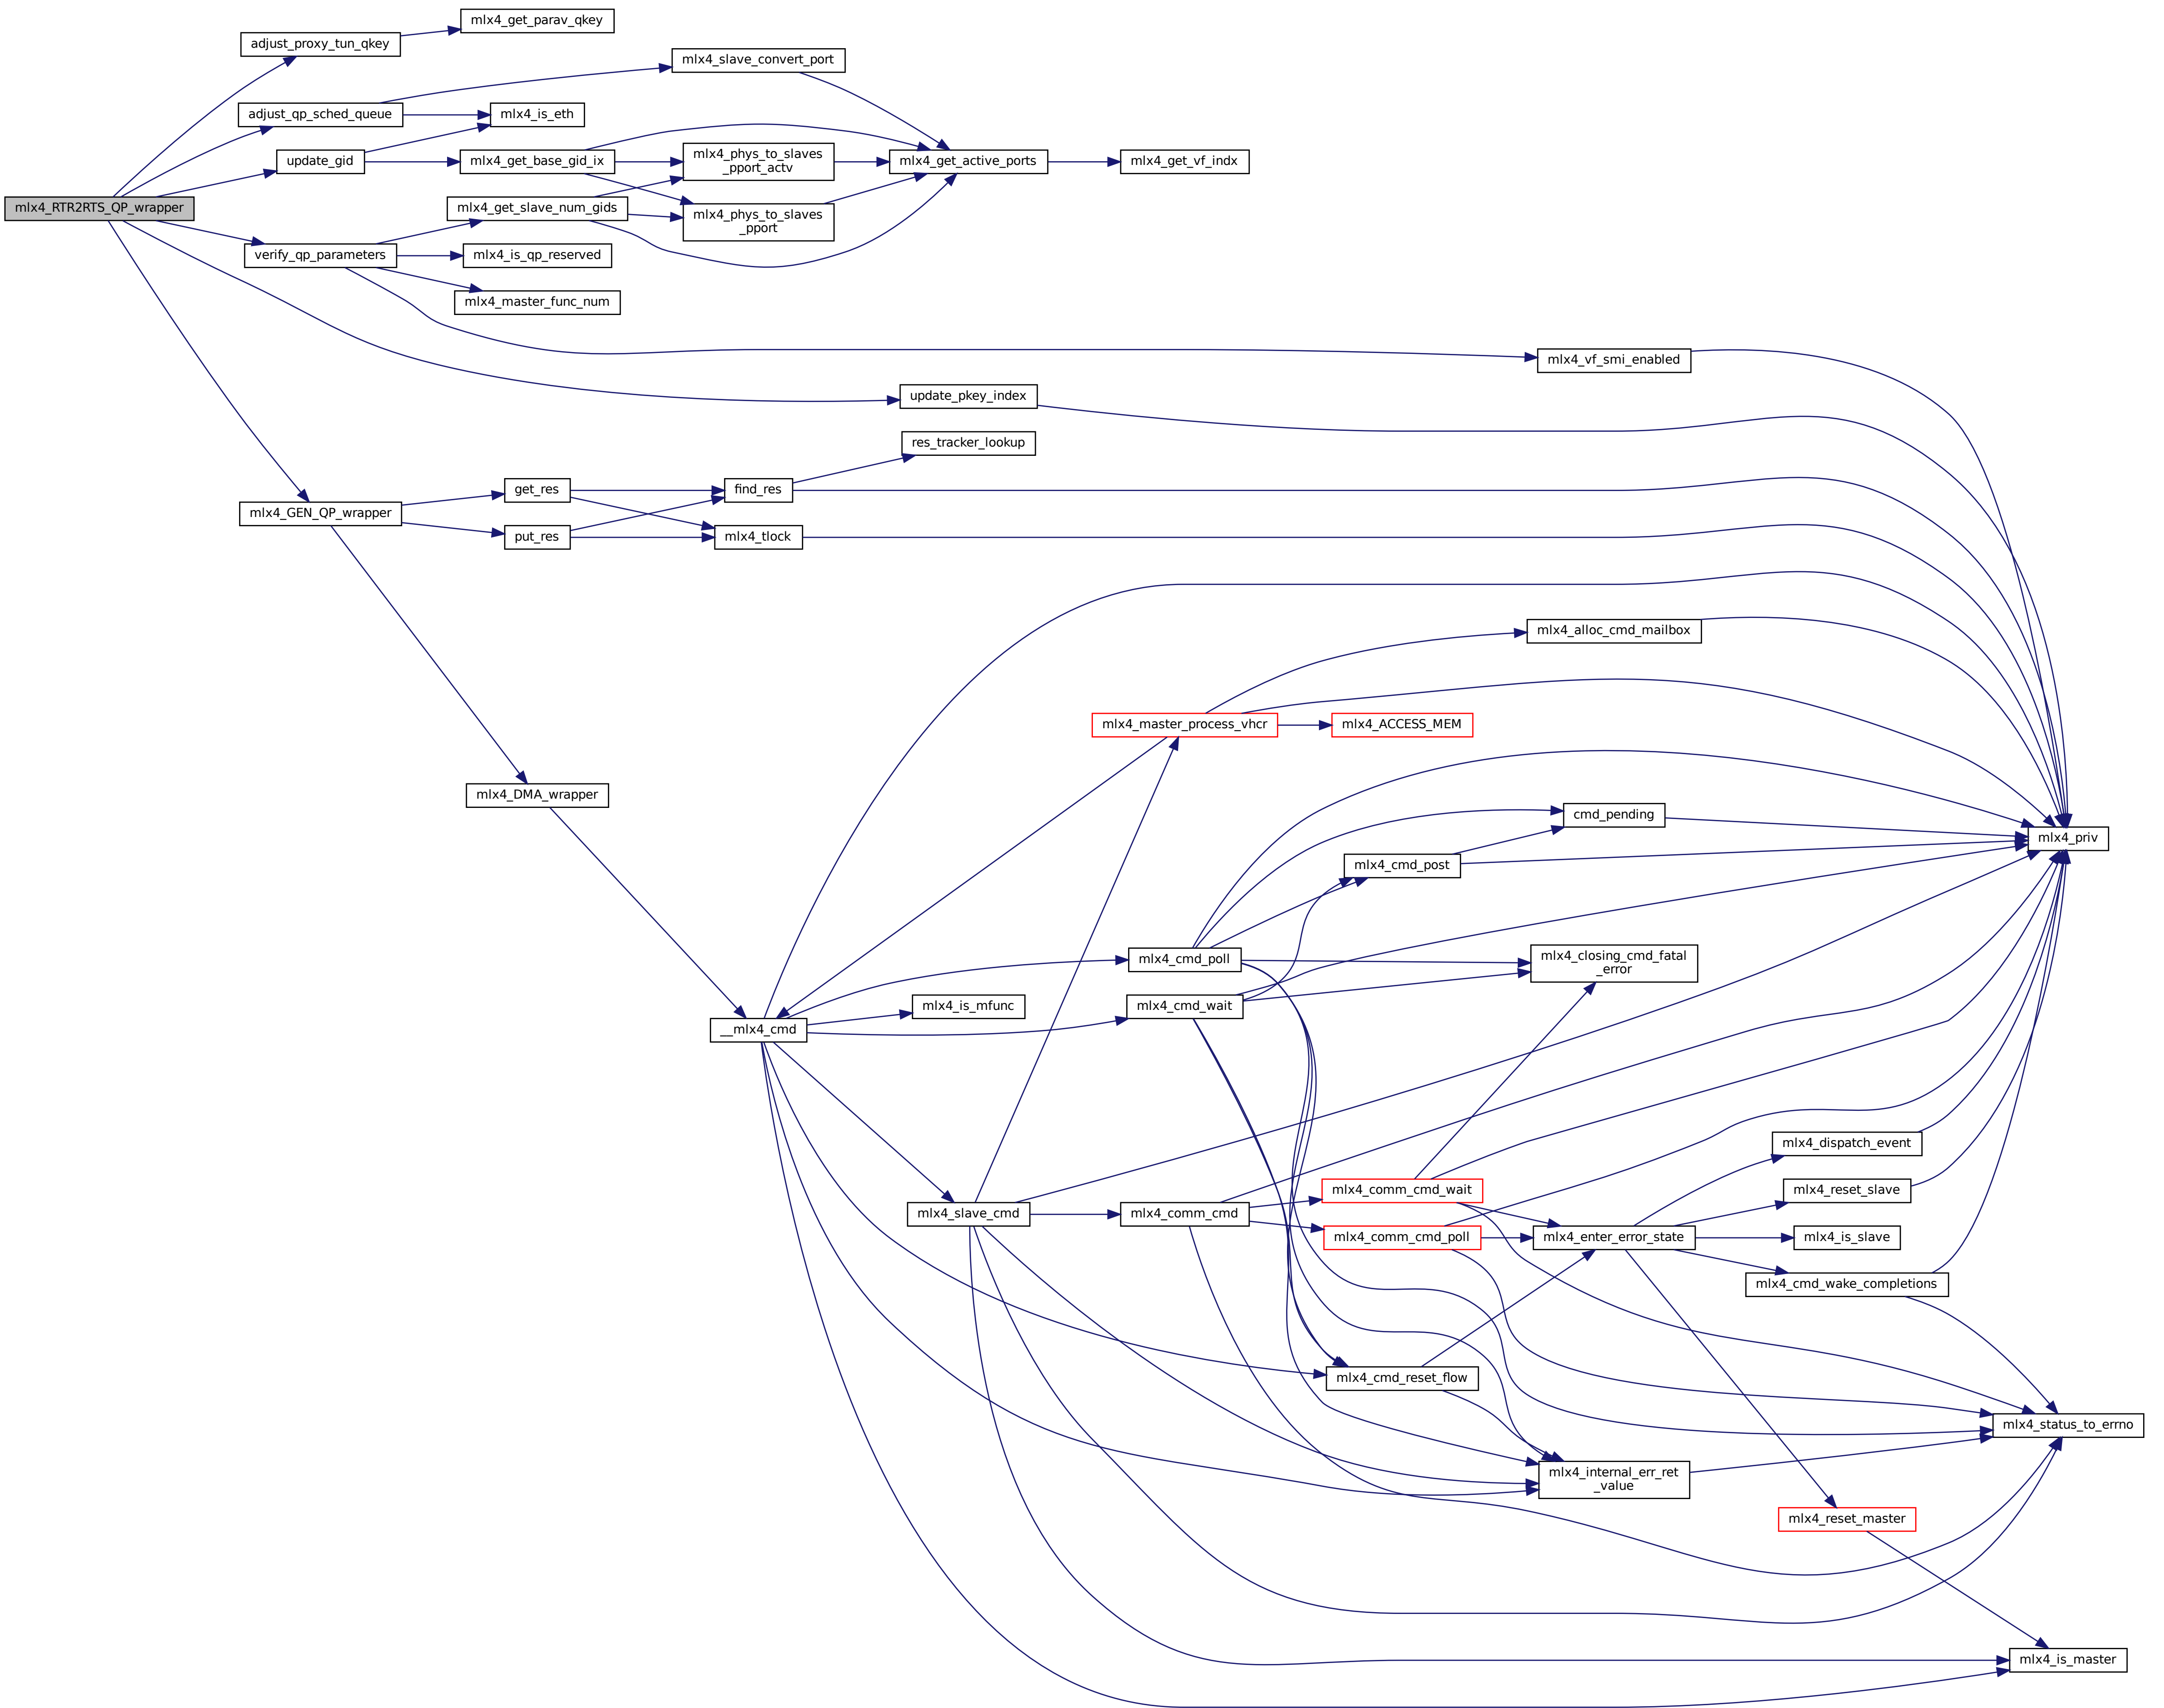 mlx4_get_parav_qkey
adjust_proxy_tun_qkey
mlx4_slave_convert_port
adjust_qp_sched_queue
mlx4_is_eth
update_gid
mlx4_get_base_gid_ix
mlx4_phys_to_slaves
_pport_actv
mlx4_get_active_ports
mlx4_get_vf_indx
mlx4_RTR2RTS_QP_wrapper
mlx4_get_slave_num_gids
mlx4_phys_to_slaves
_pport
verify_qp_parameters
mlx4_is_qp_reserved
mlx4_master_func_num
mlx4_vf_smi_enabled
update_pkey_index
res_tracker_lookup
get_res
find_res
mlx4_GEN_QP_wrapper
put_res
mlx4_tlock
mlx4_alloc_cmd_mailbox
mlx4_master_process_vhcr
mlx4_ACCESS_MEM
mlx4_DMA_wrapper
cmd_pending
mlx4_priv
mlx4_cmd_post
mlx4_cmd_poll
mlx4_closing_cmd_fatal
_error
mlx4_is_mfunc
mlx4_cmd_wait
__mlx4_cmd
mlx4_dispatch_event
mlx4_comm_cmd_wait
mlx4_reset_slave
mlx4_slave_cmd
mlx4_comm_cmd
mlx4_comm_cmd_poll
mlx4_enter_error_state
mlx4_is_slave
mlx4_cmd_wake_completions
mlx4_cmd_reset_flow
mlx4_status_to_errno
mlx4_internal_err_ret
_value
mlx4_reset_master
mlx4_is_master